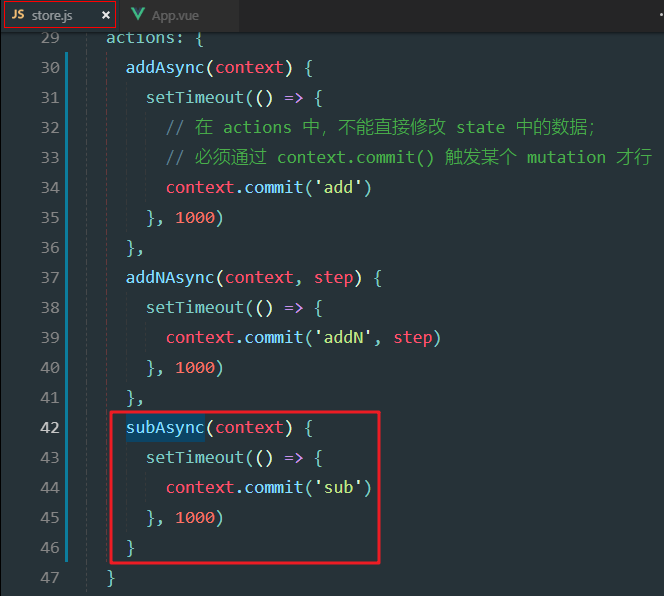 JS store.js × App.vue
29 actions: {
30 addAsync(context) {
31 setTimeout(() => {
32 // 在 actions 中，不能直接修改 state 中的数据；
33 // 必须通过 context.commit() 触发某个 mutation 才行
34 context.commit('add')
35 }, 1000)
36 },
37 addNAsync(context, step) {
38 setTimeout(() => {
39 context.commit('addN', step)
40 }, 1000)
41 },
42 subAsync(context) {
43 setTimeout(() => {
44 context.commit('sub')
45 }, 1000)
46 }
47 }